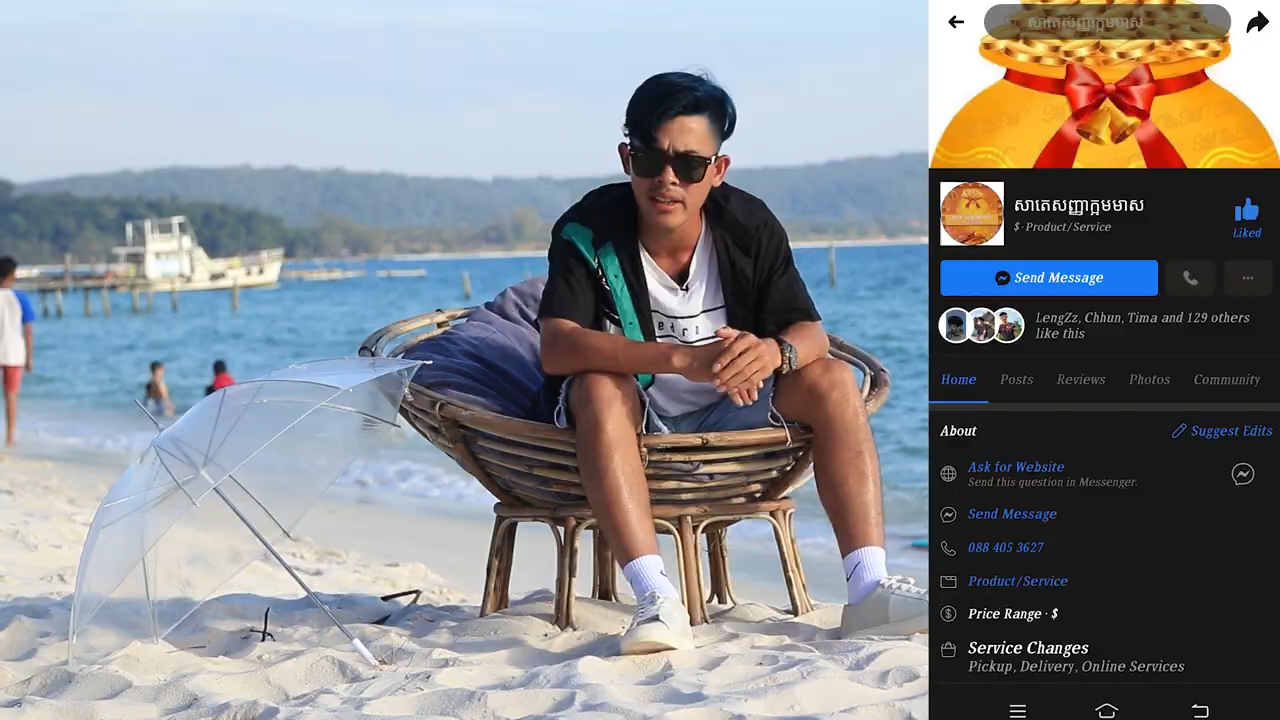 សាតេសញ្ញាក្អមមាស
សាតេសញ្ញាក្អមមាស
$ · Product/Service
Liked
Send Message
LengZz, Chhun, Tima and 129 others
like this
Home Posts Reviews Photos Community
About
Suggest Edits
Ask for Website
Send this question in Messenger.
Send Message
088 405 3627
Product/Service
Price Range · $
Service Changes
Pickup, Delivery, Online Services